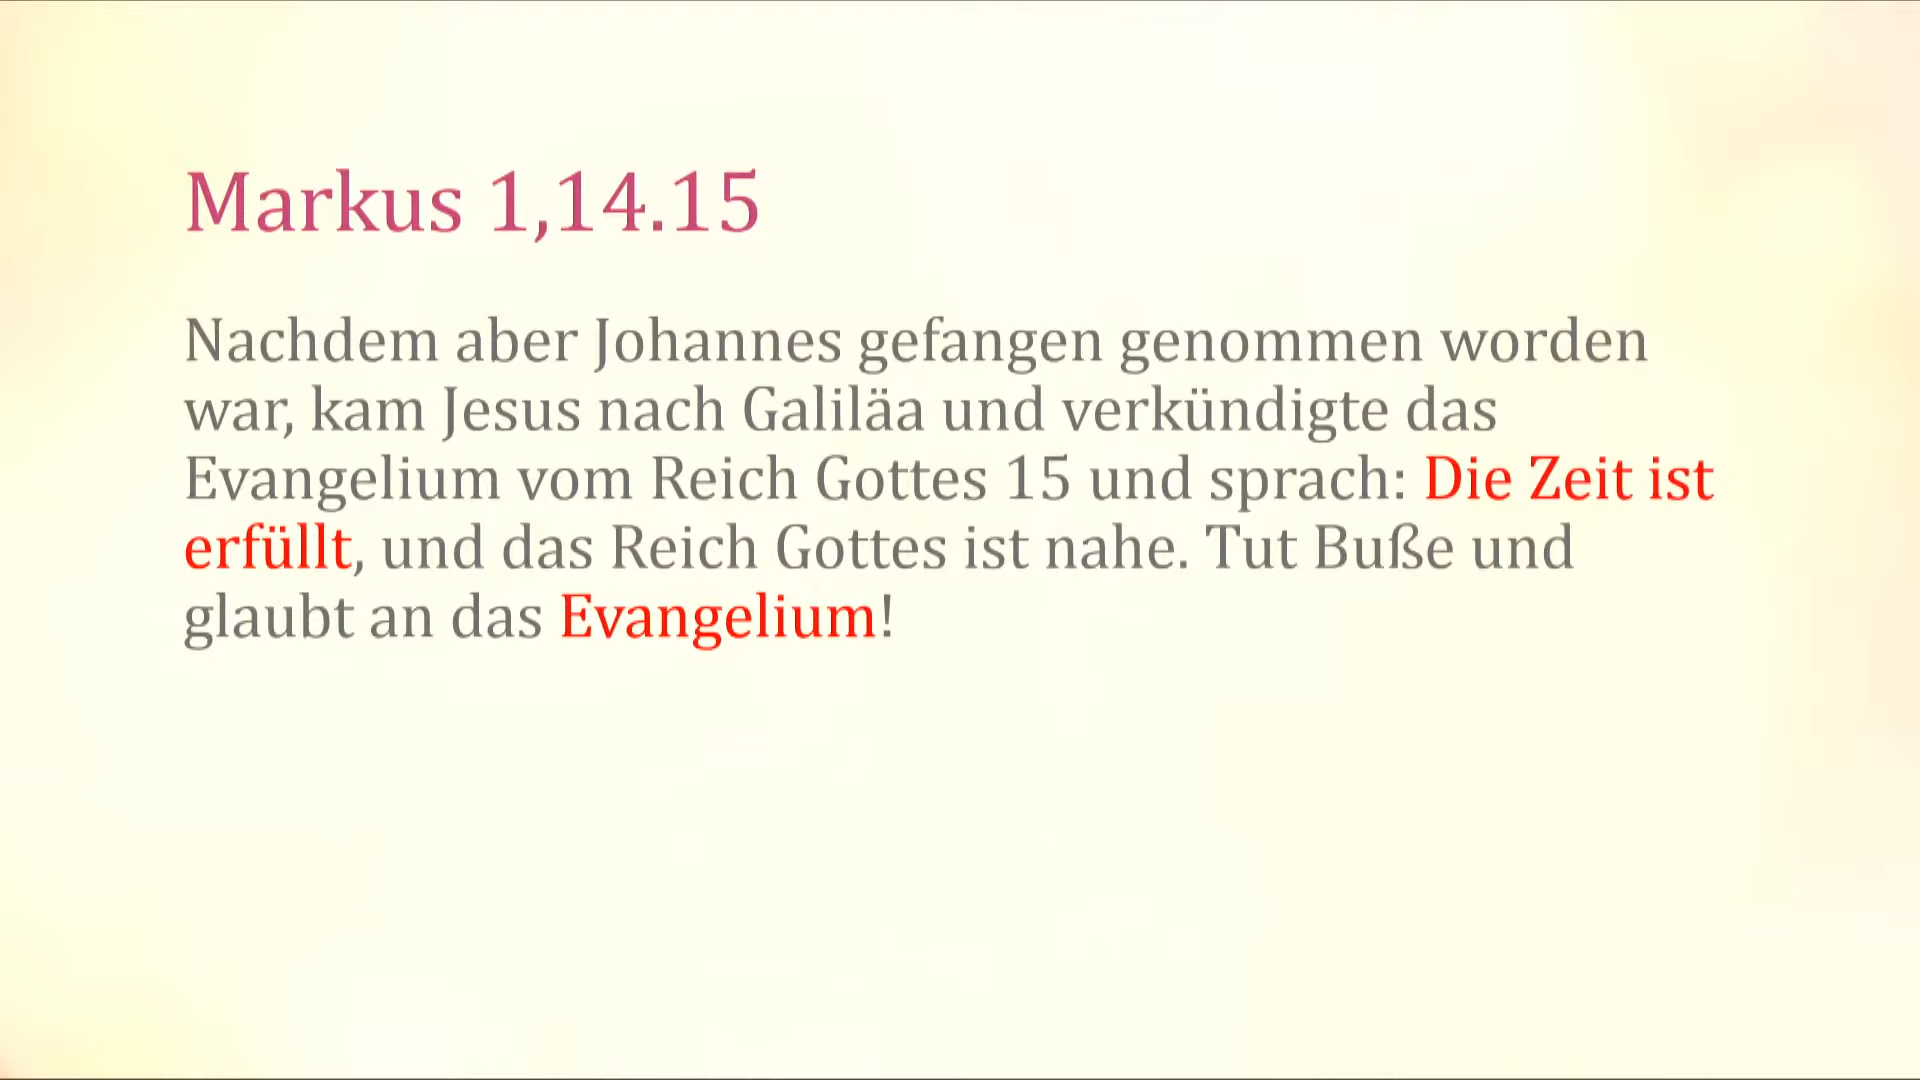 Markus 1,14.15
Nachdem aber Johannes gefangen genommen worden
war, kam Jesus nach Galiläa und verkündigte das
Evangelium vom Reich Gottes 15 und sprach: Die Zeit ist
erfüllt, und das Reich Gottes ist nahe. Tut Buße und
glaubt an das Evangelium!